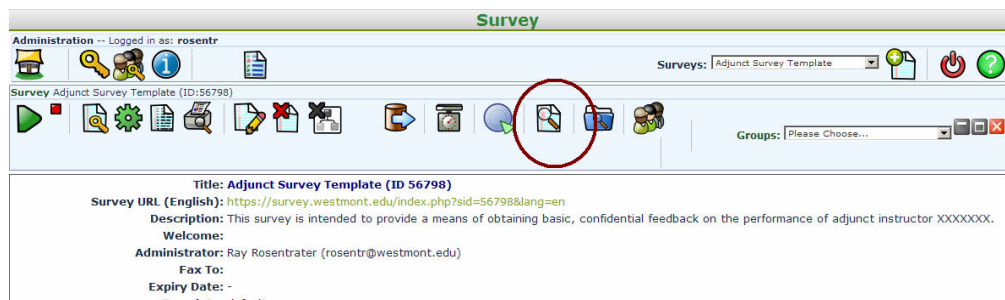 Survey
Administration -- Logged in as: rosentr
Surveys: Adjunct Survey Template
Survey Adjunct Survey Template (ID:56798)
Groups: Please Choose...
Title: Adjunct Survey Template (ID 56798)
Survey URL (English): https://survey.westmont.edu/index.php?sid=56798&lang=en
Description: This survey is intended to provide a means of obtaining basic, confidential feedback on the performance of adjunct instructor XXXXXXX.
Welcome:
Administrator: Ray Rosentrater (rosentr@westmont.edu)
Fax To:
Expiry Date: -